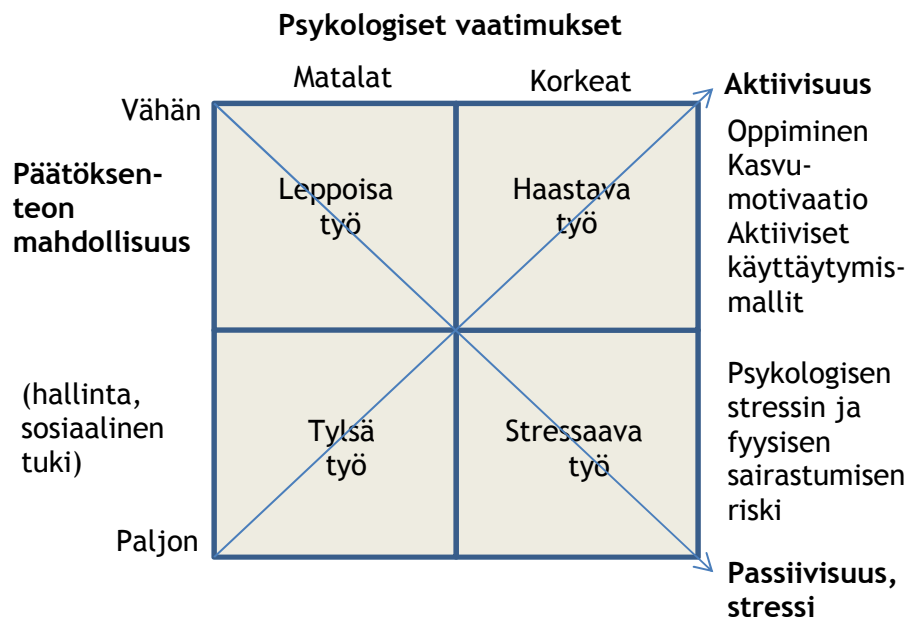 Psykologiset vaatimukset
Matalat
Korkeat
Vähän
Aktiivisuus
Päätöksen-
teon
mahdollisuus
Leppoisa
työ
Haastava
työ
Oppiminen
Kasvu-
motivaatio
Aktiiviset
käyttäytymis-
mallit
(hallinta,
sosiaalinen
tuki)
Tylsä
työ
Stressaava
työ
Psykologisen
stressin ja
fyysisen
sairastumisen
riski
Paljon
Passiivisuus,
stressi